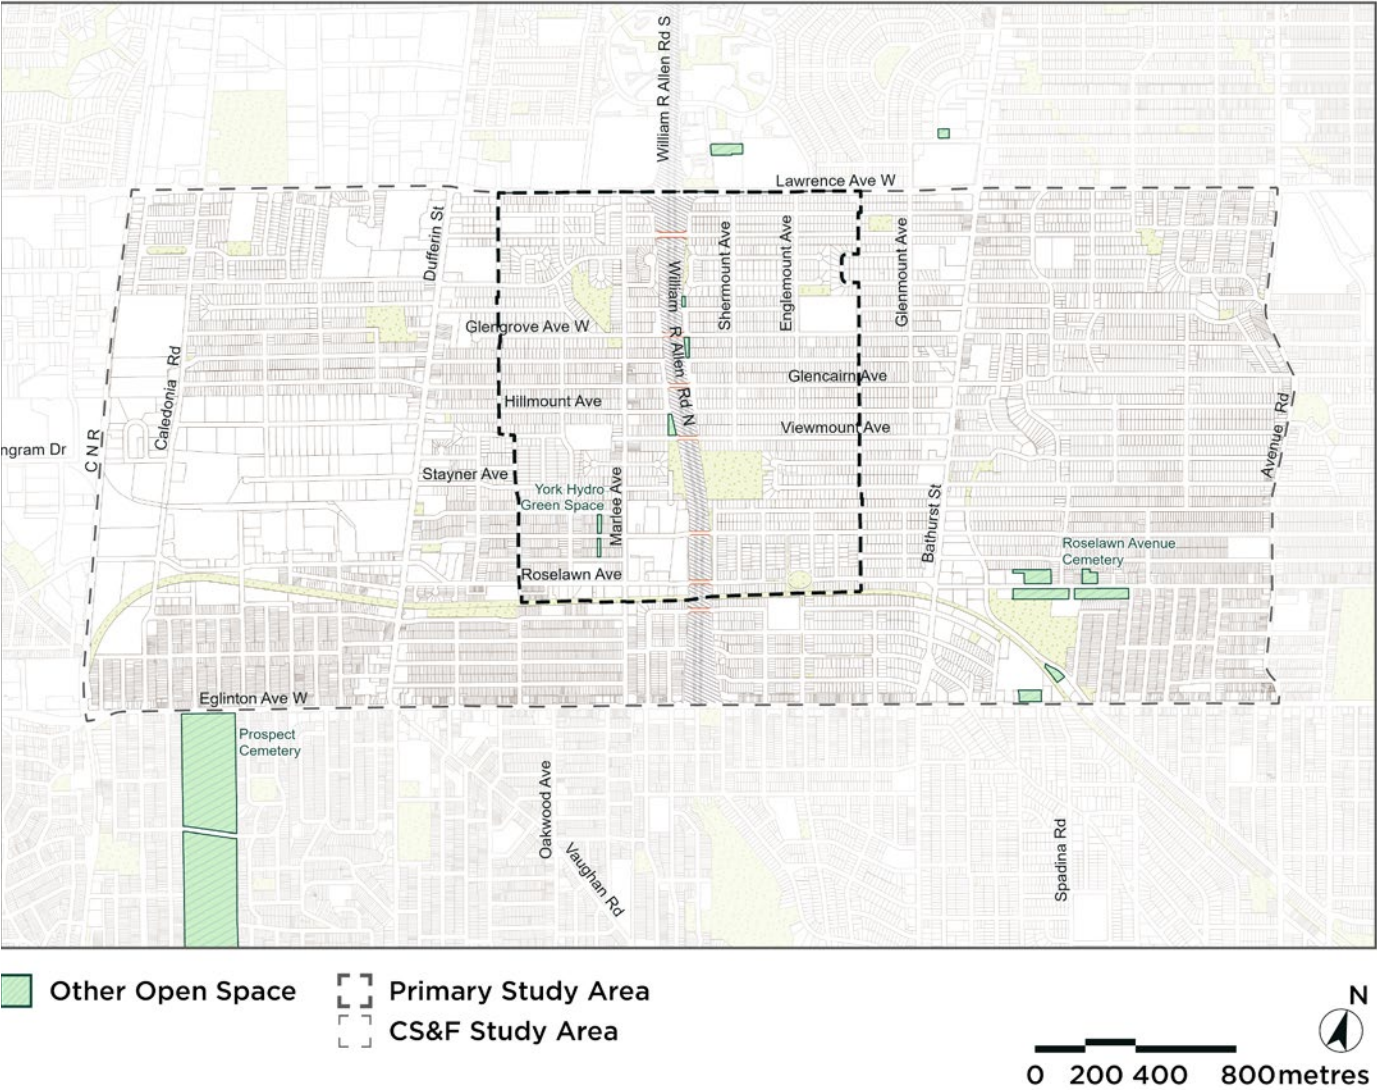 William R Allen Rd S
Lawrence Ave W
Dufferin St
Shermount Ave
Englemount Ave
Glenmount Ave
William R Allen Rd N
Glengrove Ave W
Caledonia Rd
Glencairn Ave
Hillmount Ave
Viewmount Ave
Avenue Rd
CNR
ngram Dr
Stayner Ave
York Hydro
Green Space
Marlee Ave
Bathurst St
Roselawn Avenue
Cemetery
Roselawn Ave
Eglinton Ave W
Prospect
Cemetery
Oakwood Ave
Vaughan Rd
Spadina Rd
Other Open Space
Primary Study Area
CS&F Study Area
N
0 200 400 800 metres